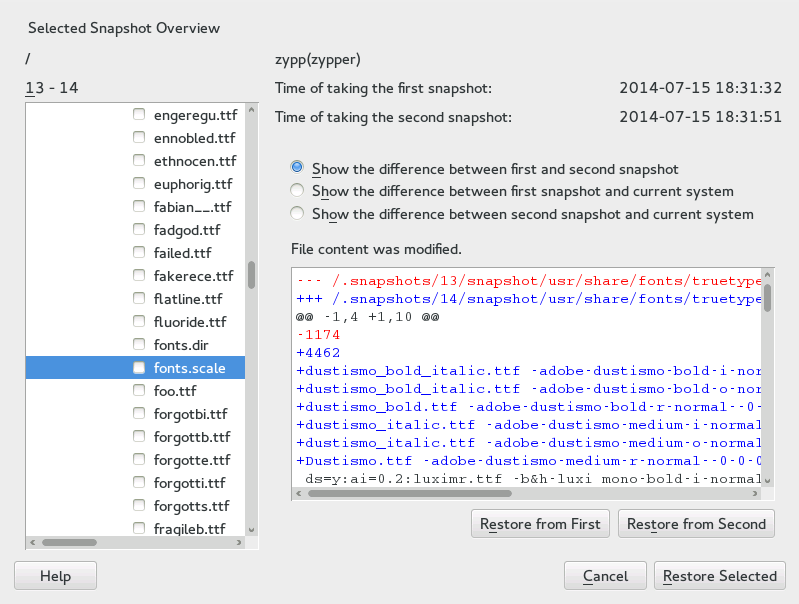 Selected Snapshot Overview
/
zypp(zypper)
13 - 14
Time of taking the first snapshot: 2014-07-15 18:31:32
Time of taking the second snapshot: 2014-07-15 18:31:51
engeregu.ttf
ennobled.ttf
ethnocen.ttf
euphorig.ttf
fabian__.ttf
fadgod.ttf
failed.ttf
fakerece.ttf
flatline.ttf
fluoride.ttf
fonts.dir
fonts.scale
foo.ttf
forgotbi.ttf
forgottb.ttf
forgotte.ttf
forgotti.ttf
forgotts.ttf
fragileb.ttf
Show the difference between first and second snapshot
Show the difference between first snapshot and current system
Show the difference between second snapshot and current system
File content was modified.
--- /.snapshots/13/snapshot/usr/share/fonts/truetype
+++ /.snapshots/14/snapshot/usr/share/fonts/truetype
@@ -1,4 +1,10 @@
-1174
+4462
+dustismo_bold_italic.ttf -adobe-dustismo-bold-i-nor
+dustismo_bold_italic.ttf -adobe-dustismo-bold-o-nor
+dustismo_bold.ttf -adobe-dustismo-bold-r-normal--0-
+dustismo_italic.ttf -adobe-dustismo-medium-i-normal
+dustismo_italic.ttf -adobe-dustismo-medium-o-normal
+Dustismo.ttf -adobe-dustismo-medium-r-normal--0-0-0
ds=y:ai=0.2:luximr.ttf -b&h-luxi mono-bold-i-normal
Restore from First
Restore from Second
Help
Cancel
Restore Selected